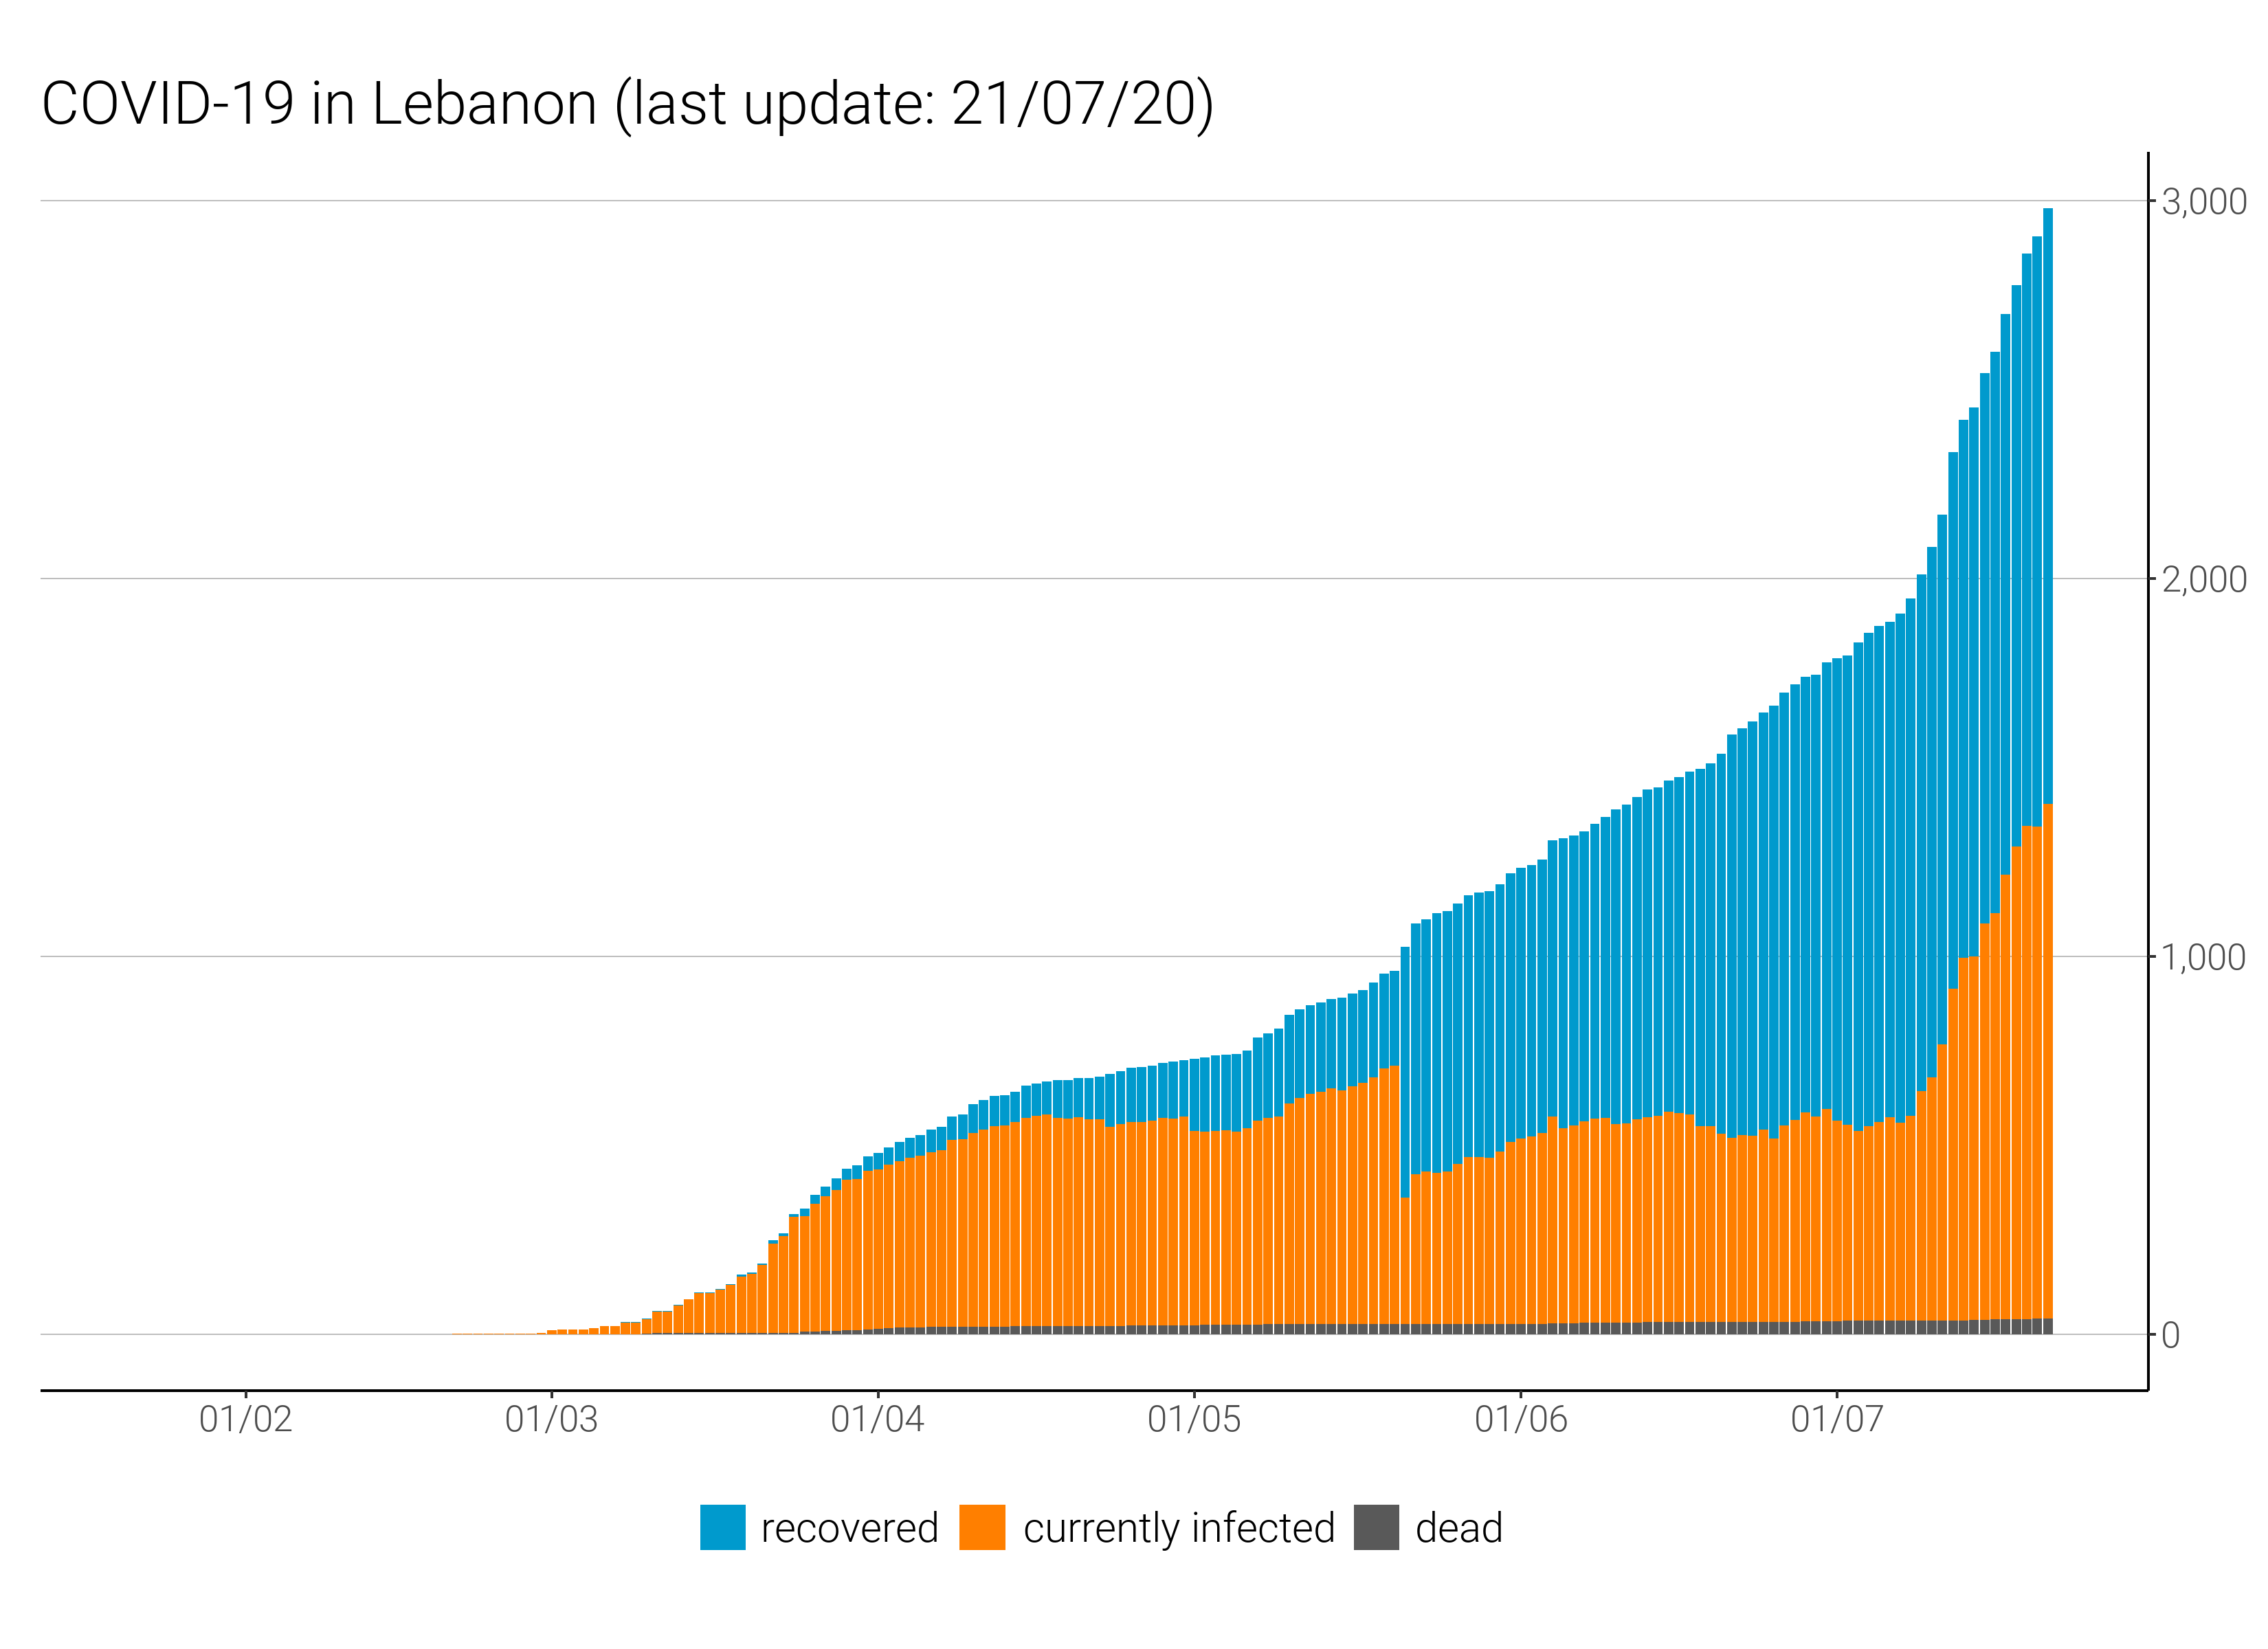 COVID-19 in Lebanon (last update: 21/07/20)
3,000
2,000
1,000
0
01/02 01/03 01/04 01/05 01/06 01/07
recovered currently infected dead